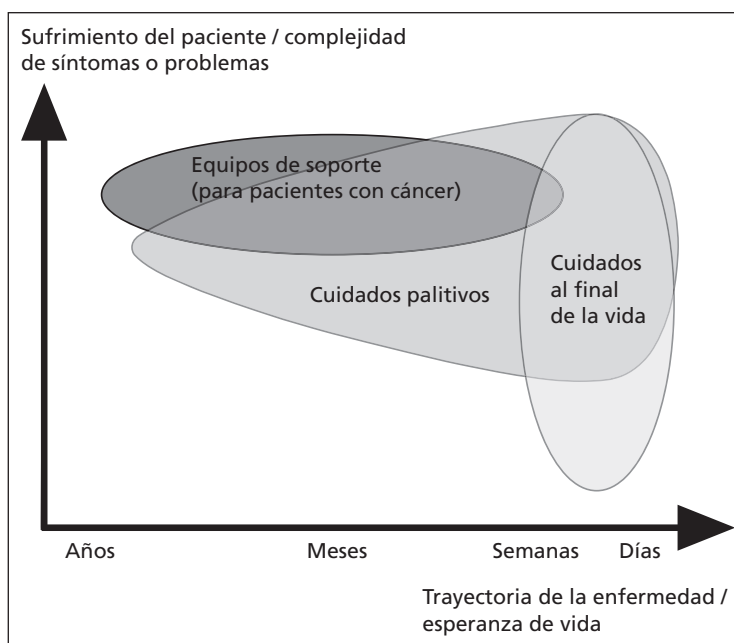 Sufrimiento del paciente / complejidad
de síntomas o problemas
Equipos de soporte
(para pacientes con cáncer)
Cuidados palitivos
Cuidados
al final
de la vida
Años
Meses
Semanas
Días
Trayectoria de la enfermedad /
esperanza de vida